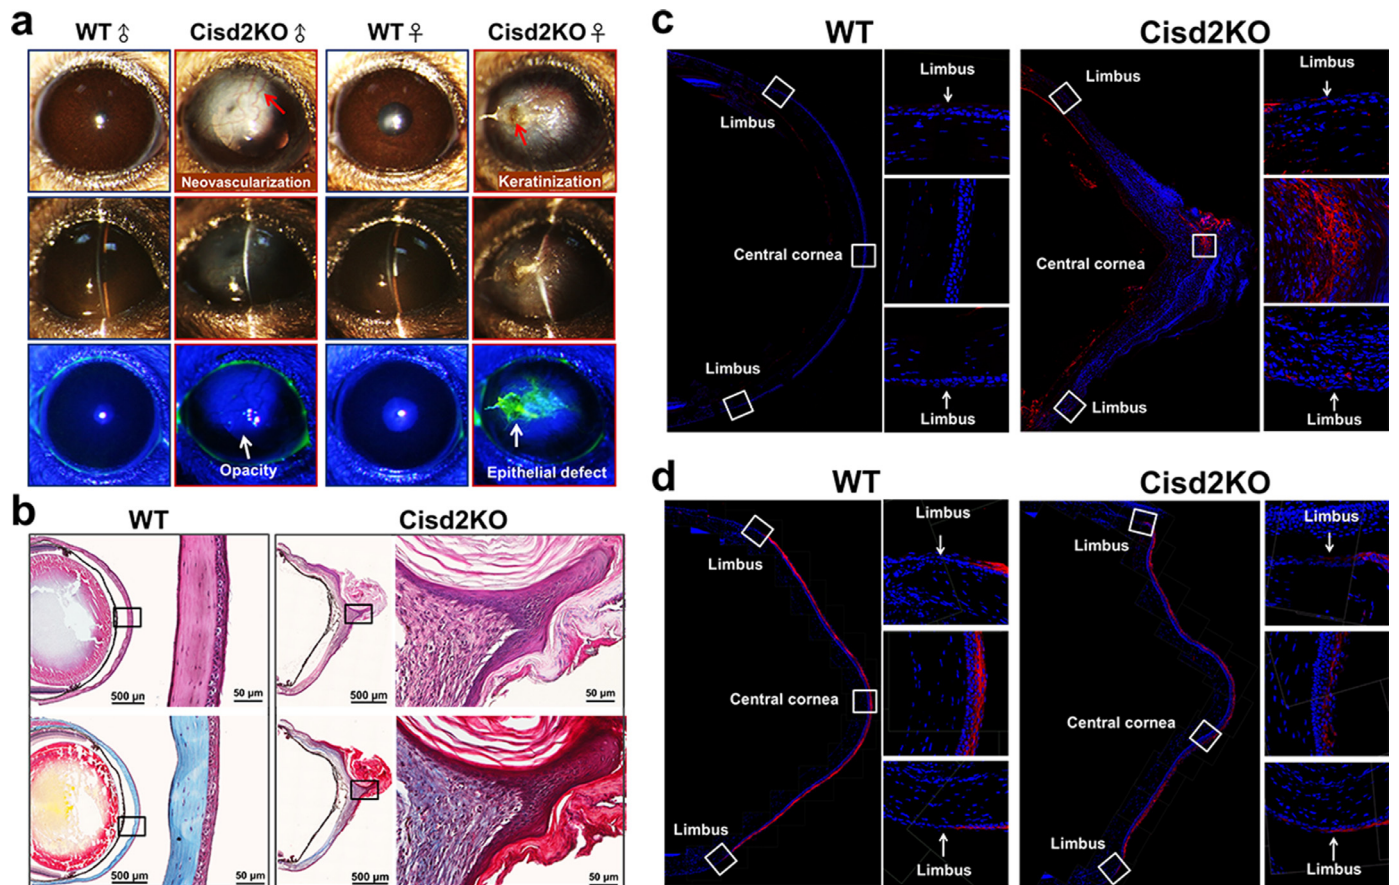 a
WT ♂ Cisd2KO ♂ WT ♀ Cisd2KO ♀
Neovascularization
Keratinization
Opacity
Epithelial defect
b
WT Cisd2KO
500 µm 50 µm 500 µm 50 µm
500 µm 50 µm 500 µm 50 µm
c
WT Cisd2KO
Limbus
Central cornea
Limbus
Limbus
Limbus
Limbus
Central cornea
Limbus
Limbus
Limbus
d
WT Cisd2KO
Limbus
Central cornea
Limbus
Limbus
Limbus
Limbus
Central cornea
Limbus
Limbus
Limbus